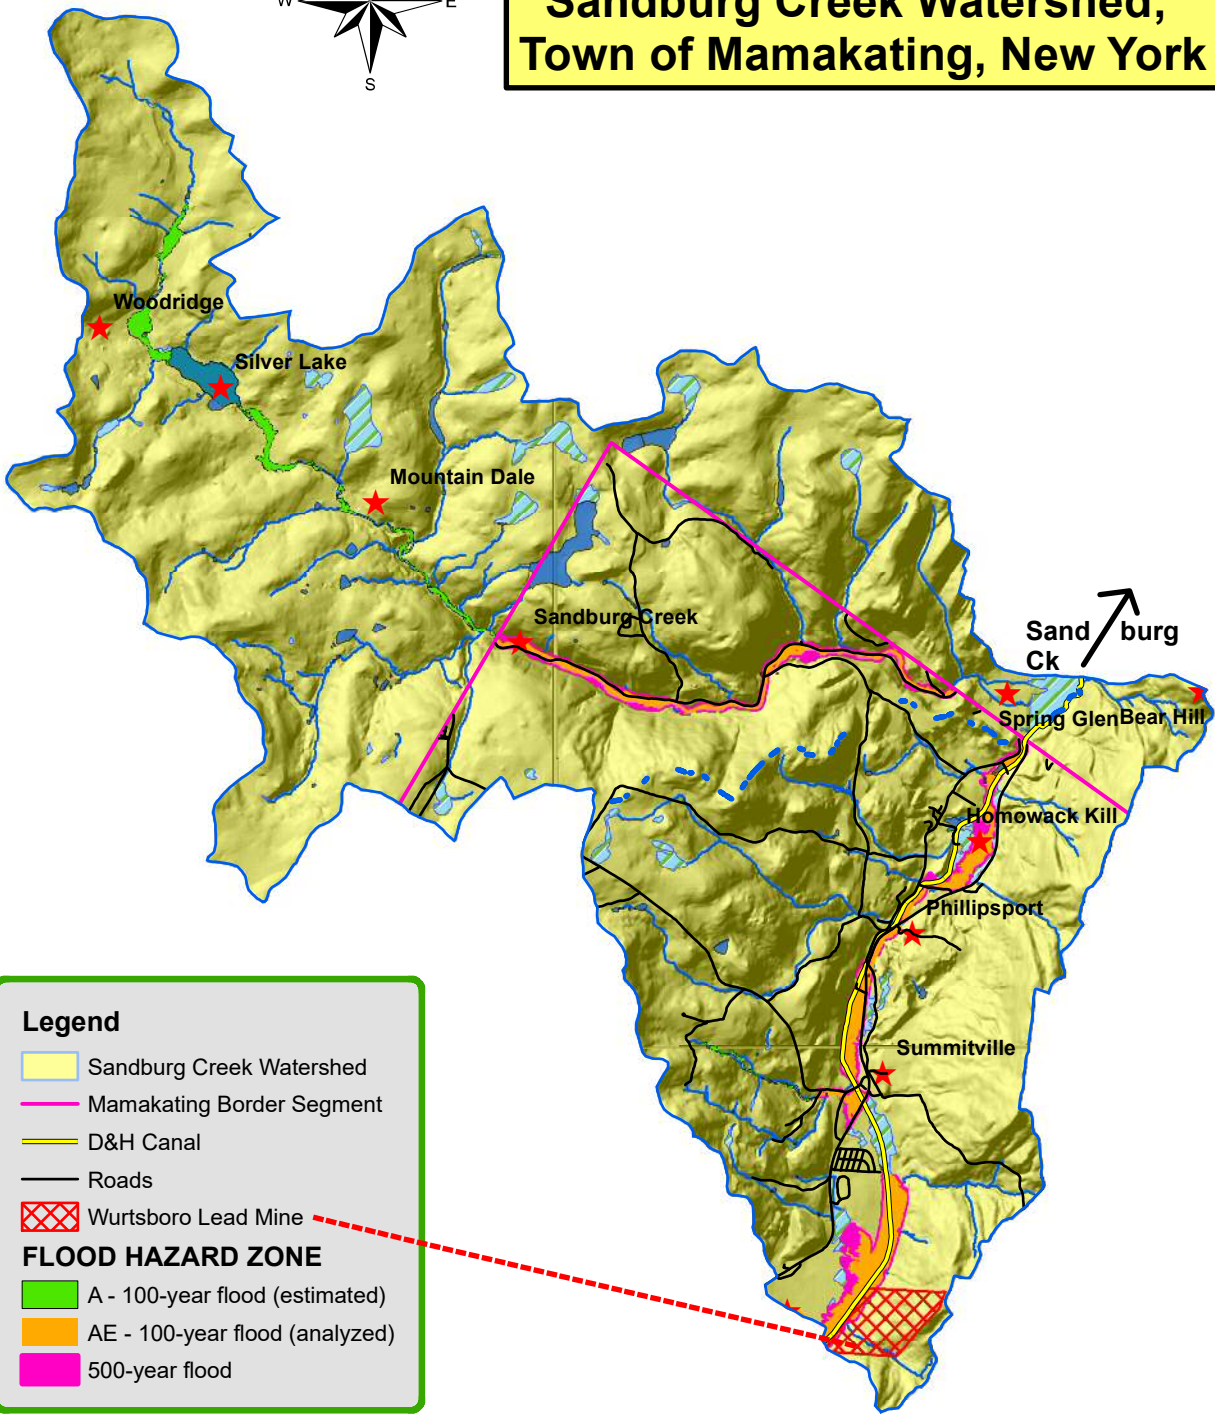 W
E
S
Sandburg Creek Watershed,
Town of Mamakating, New York
Woodridge
Silver Lake
Mountain Dale
Sandburg Creek
Sand burg
Ck
Spring Glen
Bear Hill
Homowack Kill
Phillipsport
Summitville
Legend
Sandburg Creek Watershed
Mamakating Border Segment
D&H Canal
Roads
Wurtsboro Lead Mine
FLOOD HAZARD ZONE
A - 100-year flood (estimated)
AE - 100-year flood (analyzed)
500-year flood